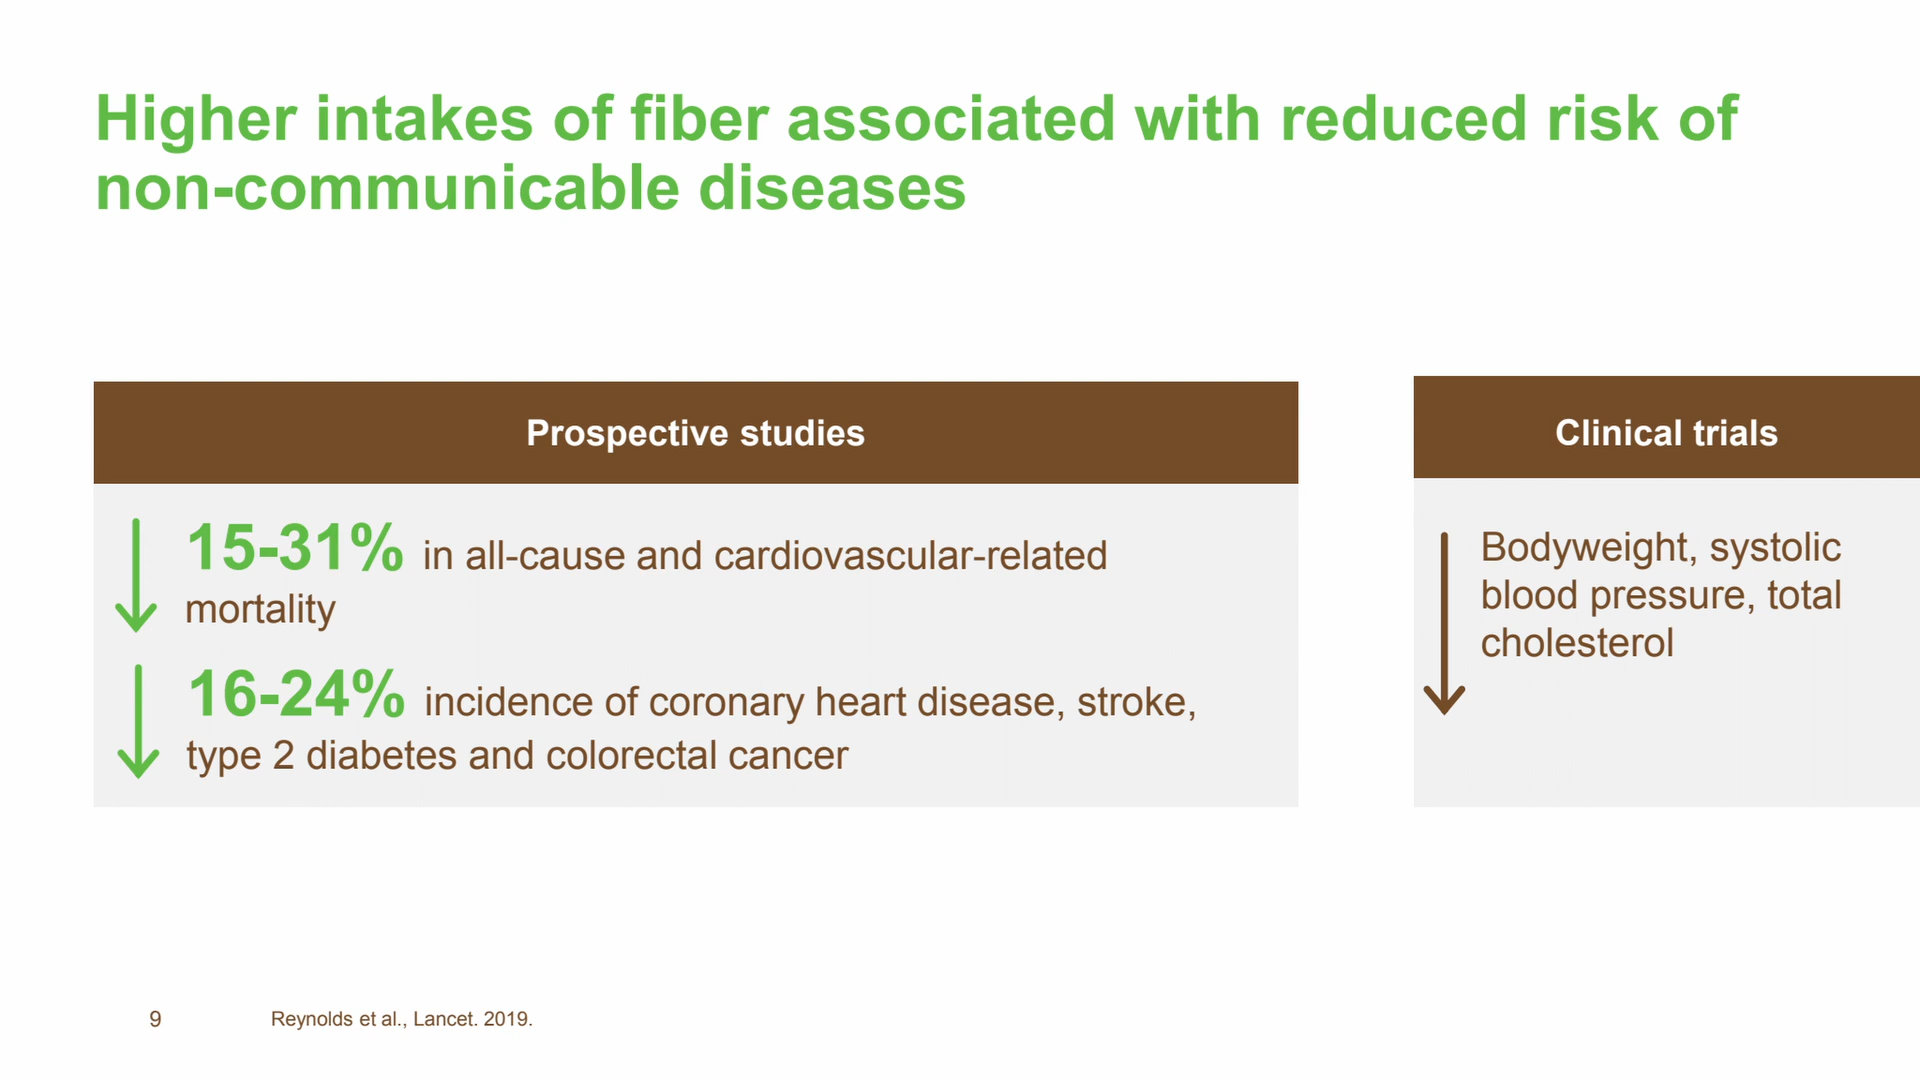 Higher intakes of fiber associated with reduced risk of
non-communicable diseases
Prospective studies
15-31% in all-cause and cardiovascular-related
mortality
16-24% incidence of coronary heart disease, stroke,
type 2 diabetes and colorectal cancer
Clinical trials
Bodyweight, systolic
blood pressure, total
cholesterol
9
Reynolds et al., Lancet. 2019.